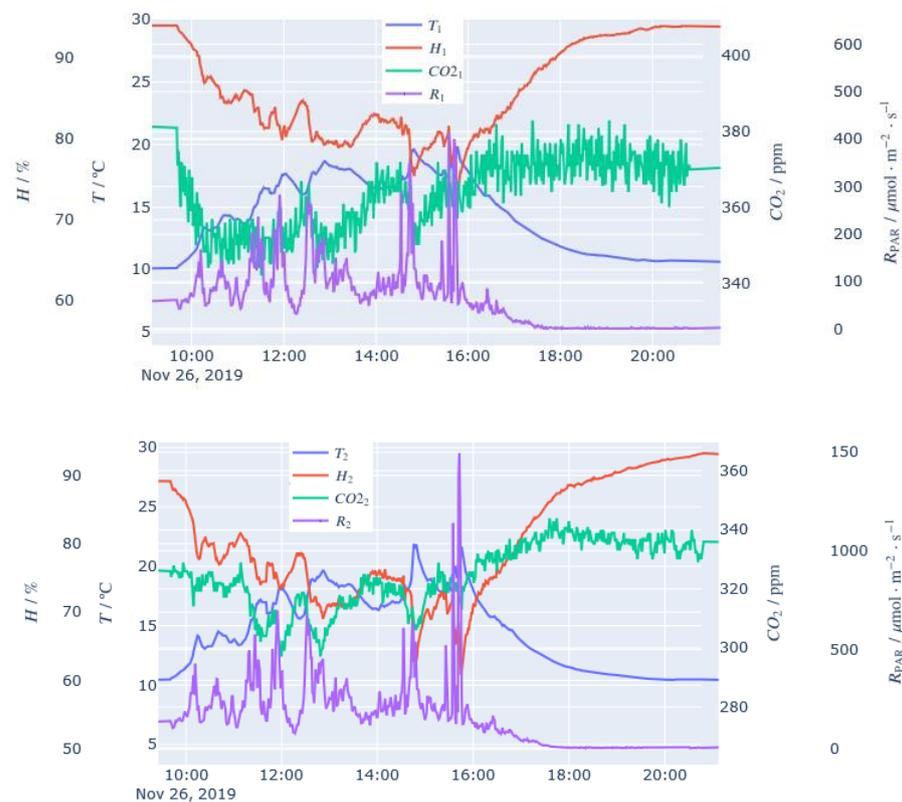 30
25
20
15
10
5
90
80
70
60
H / %
T / °C
T₁
H₁
CO2₁
R₁
400
380
360
340
CO₂ / ppm
600
500
400
300
200
100
0
R_PAR / μmol · m⁻² · s⁻¹
10:00 12:00 14:00 16:00 18:00 20:00
Nov 26, 2019
30
25
20
15
10
5
90
80
70
60
50
H / %
T / °C
T₂
H₂
CO2₂
R₂
360
340
320
300
280
CO₂ / ppm
150
1000
500
0
R_PAR / μmol · m⁻² · s⁻¹
10:00 12:00 14:00 16:00 18:00 20:00
Nov 26, 2019